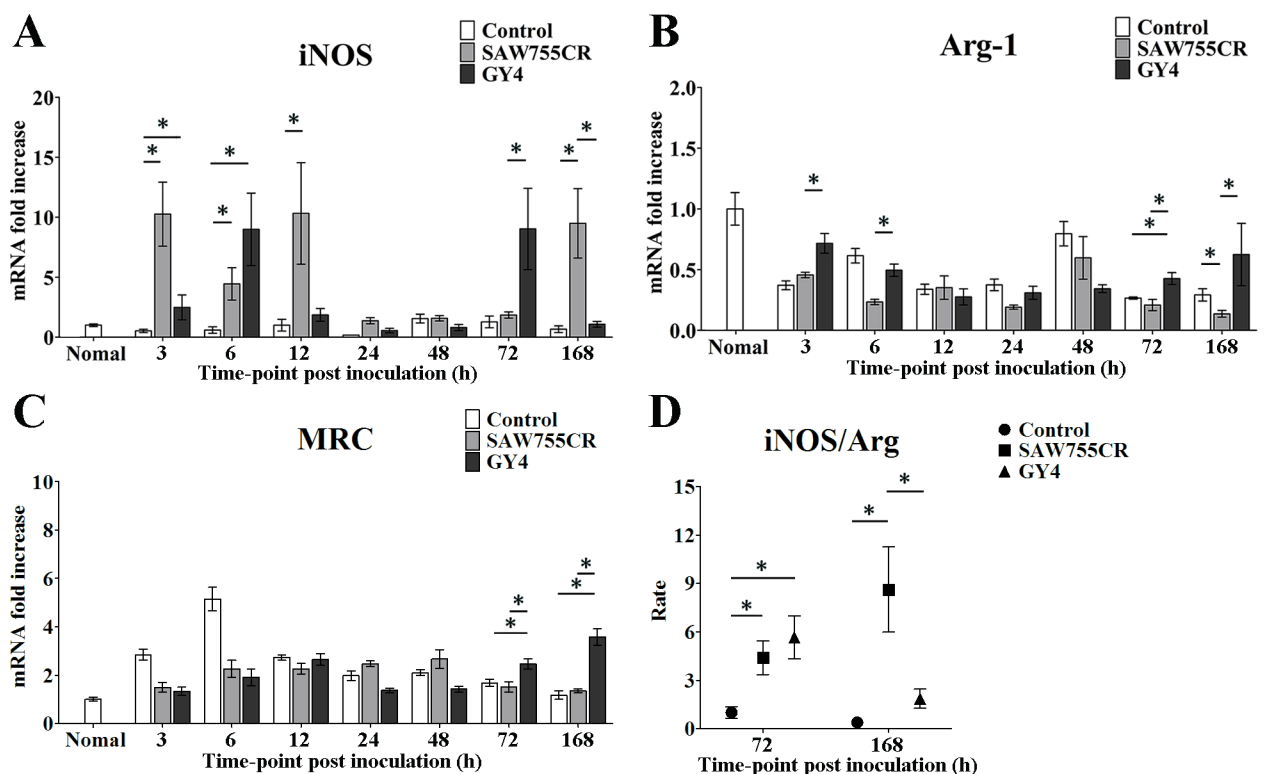 A
iNOS
Control
SAW755CR
GY4
mRNA fold increase
20
15
10
5
0
* * * * * * * *
Nomal 3 6 12 24 48 72 168
Time-point post inoculation (h)
B
Arg-1
Control
SAW755CR
GY4
mRNA fold increase
2.0
1.5
1.0
0.5
0.0
* * * * * *
Nomal 3 6 12 24 48 72 168
Time-point post inoculation (h)
C
MRC
Control
SAW755CR
GY4
mRNA fold increase
10
8
6
4
2
0
* * * *
Nomal 3 6 12 24 48 72 168
Time-point post inoculation (h)
D
iNOS/Arg
Control
SAW755CR
GY4
Rate
15
12
9
6
3
0
* * * *
72 168
Time-point post inoculation (h)